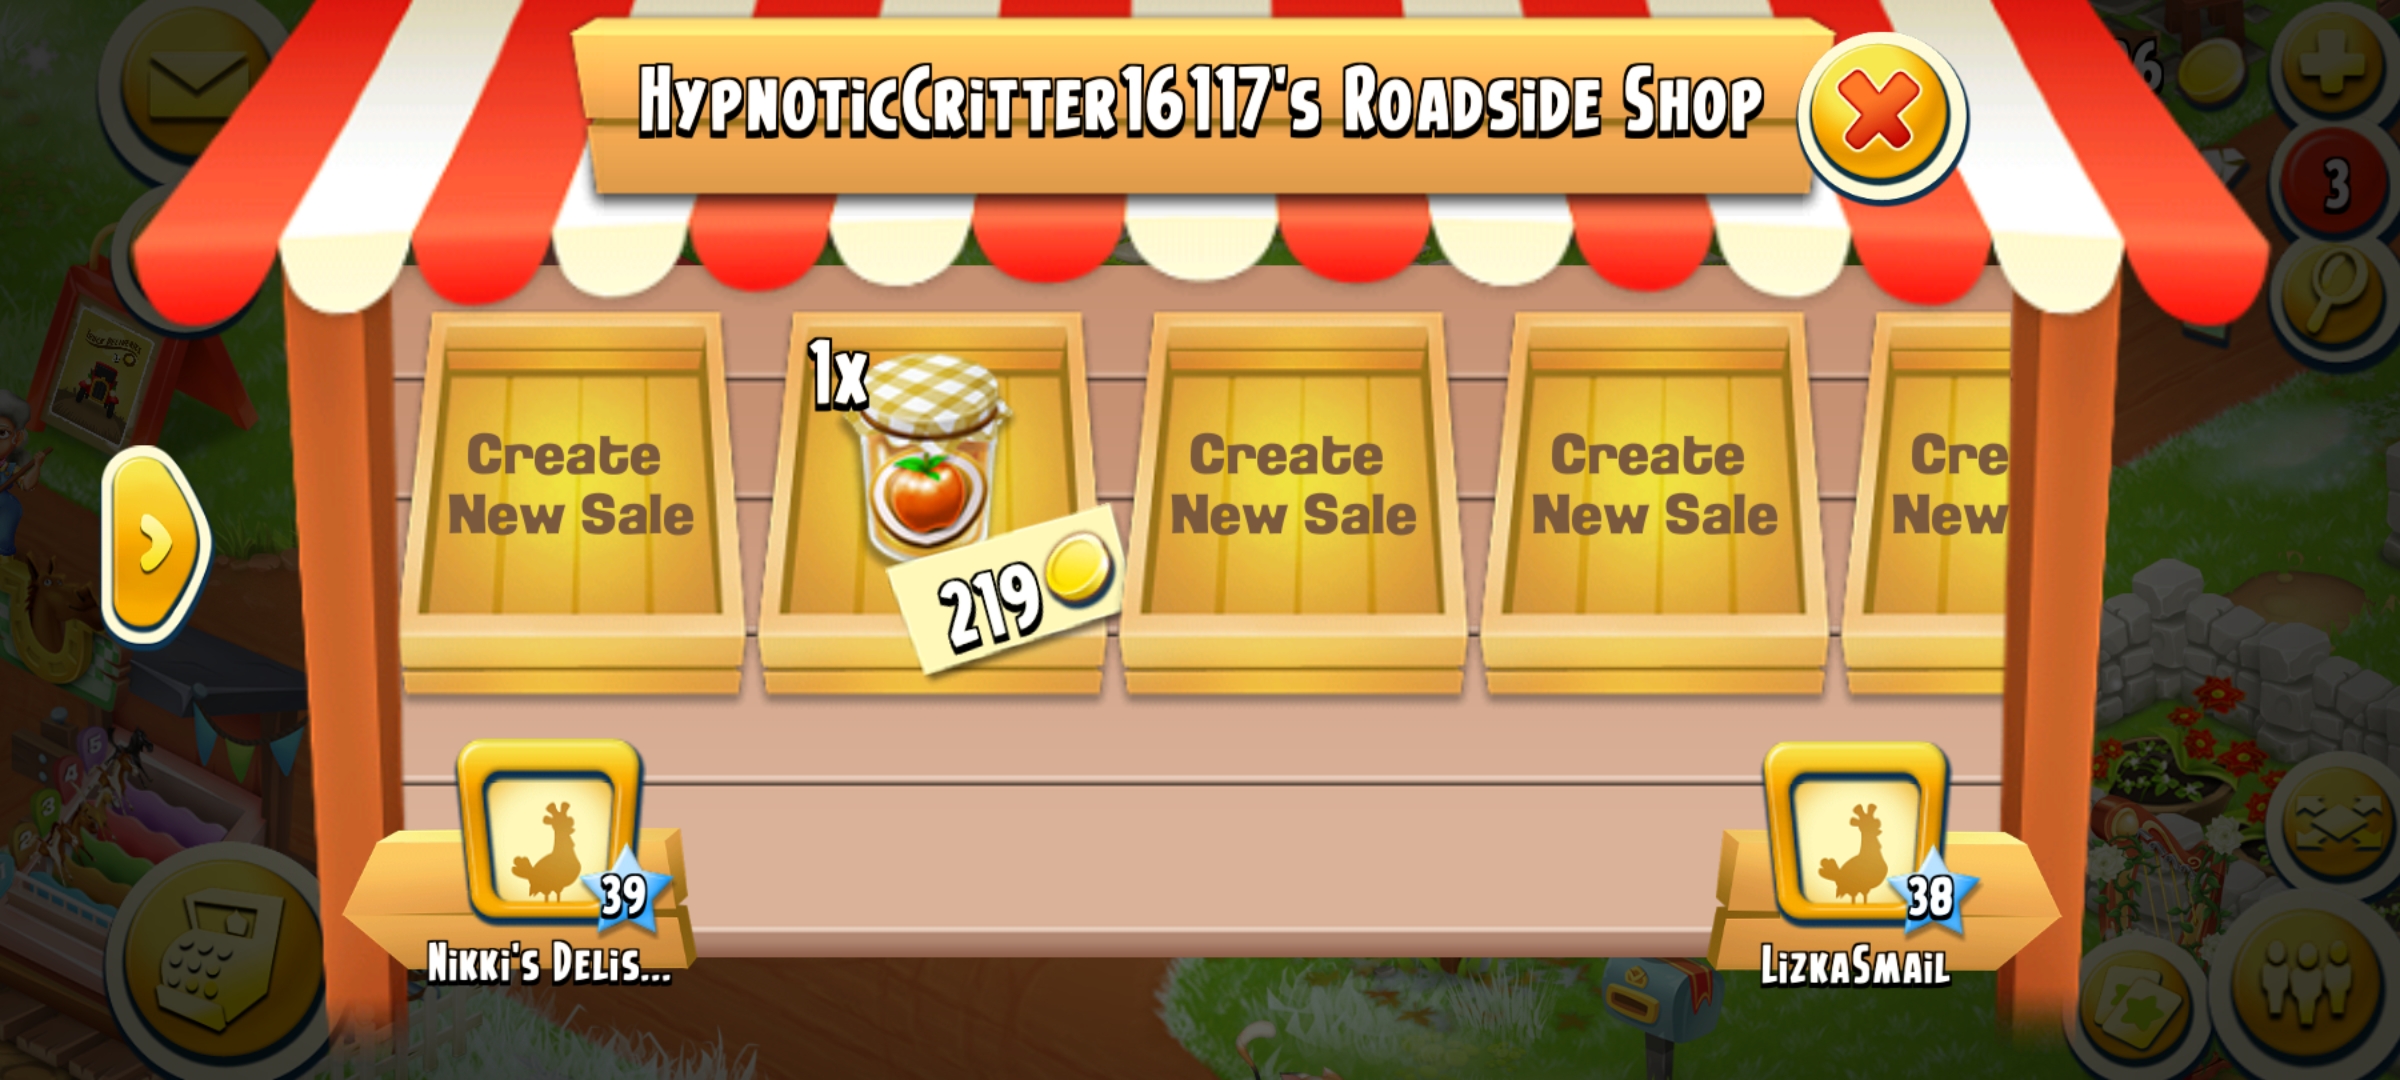 HypnoticCritter16117's Roadside Shop
3
Create
New Sale
1x
219
Create
New Sale
Create
New Sale
Cre
New
39
Nikki's Delis...
38
LizkaSmail